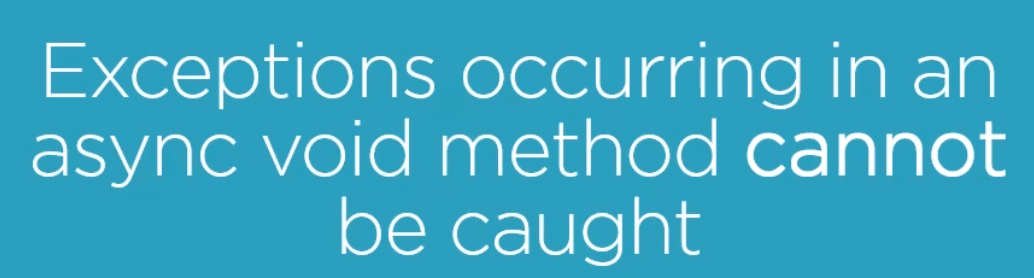 Exceptions occurring in an
async void method cannot
be caught